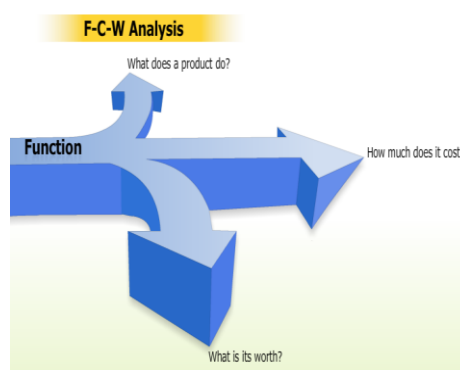 F-C-W Analysis
What does a product do?
Function
How much does it cost
What is its worth?